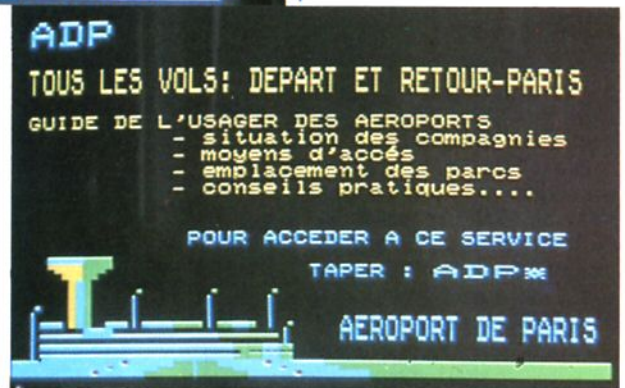 ADP
TOUS LES VOLS: DEPART ET RETOUR-PARIS
GUIDE DE L'USAGER DES AEROPORTS
- situation des compagnies
- moyens d'accés
- emplacement des parcs
- conseils pratiques....
POUR ACCEDER A CE SERVICE
TAPER : ADP*
AEROPORT DE PARIS